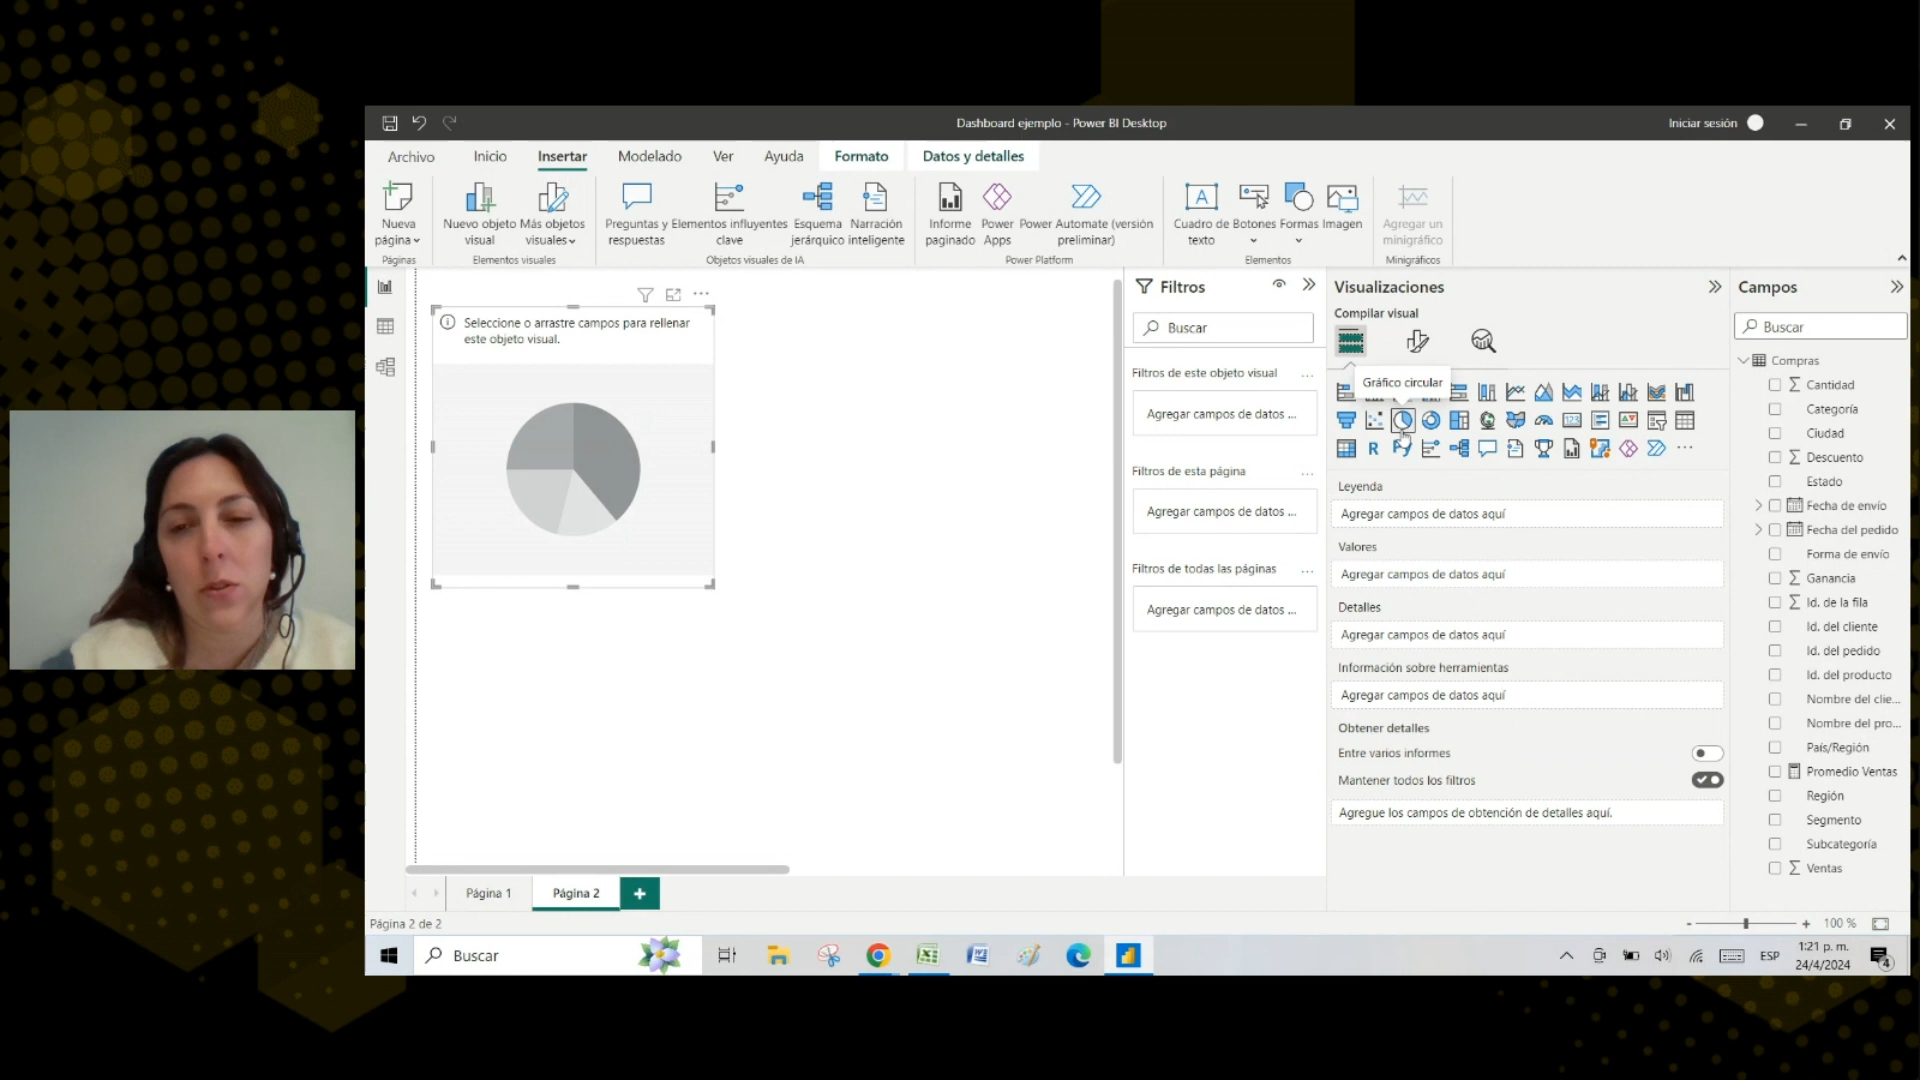 Dashboard ejemplo - Power BI Desktop
Iniciar sesión
Archivo
Inicio
Insertar
Modelado
Ver
Ayuda
Formato
Datos y detalles
Nueva página
Páginas
Nuevo objeto visual
Más objetos visuales
Elementos visuales
Preguntas y respuestas
Elementos influyentes clave
Esquema jerárquico
Narración inteligente
Objetos visuales de IA
Informe paginado
Power Apps
Power Automate (versión preliminar)
Power Platform
Cuadro de texto
Botones
Formas
Imagen
Elementos
Agregar un minigráfico
Minigráficos
Seleccione o arrastre campos para rellenar
este objeto visual.
Filtros
Buscar
Filtros de este objeto visual
Agregar campos de datos ...
Filtros de esta página
Agregar campos de datos ...
Filtros de todas las páginas
Agregar campos de datos ...
Visualizaciones
Compilar visual
Gráfico circular
123
R
Py
Leyenda
Agregar campos de datos aquí
Valores
Agregar campos de datos aquí
Detalles
Agregar campos de datos aquí
Información sobre herramientas
Agregar campos de datos aquí
Obtener detalles
Entre varios informes
Mantener todos los filtros
Agregue los campos de obtención de detalles aquí.
Campos
Buscar
Compras
Cantidad
Categoría
Ciudad
Descuento
Estado
Fecha de envío
Fecha del pedido
Forma de envío
Ganancia
Id. de la fila
Id. del cliente
Id. del pedido
Id. del producto
Nombre del clie...
Nombre del pro...
País/Región
Promedio Ventas
Región
Segmento
Subcategoría
Ventas
Página 1
Página 2
Página 2 de 2
100 %
Buscar
ESP
1:21 p. m.
24/4/2024
4